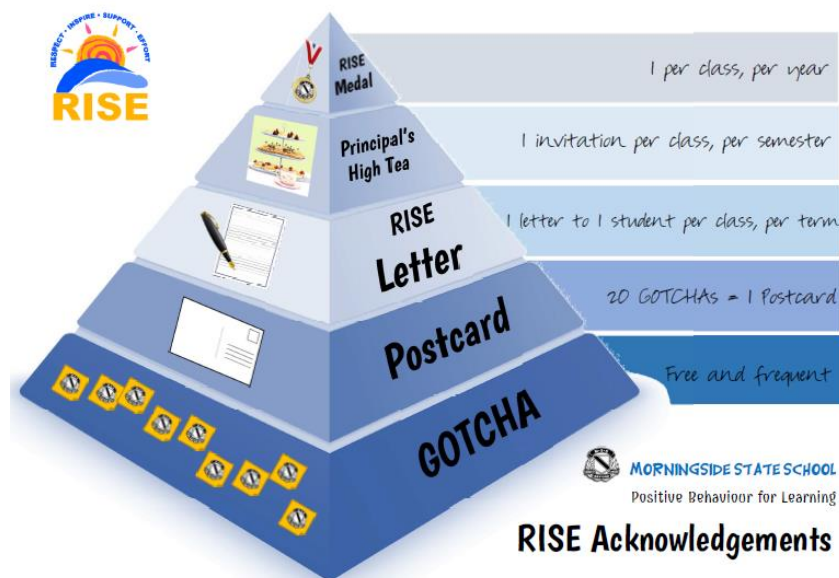 RESPECT • INSPIRE • SUPPORT • EFFORT
RISE
RISE
Medal
1 per class, per year
Principal's
High Tea
1 invitation per class, per semester
RISE
Letter
1 letter to 1 student per class, per term
Postcard
20 GOTCHAs = 1 Postcard
GOTCHA
Free and frequent
MORNINGSIDE STATE SCHOOL
Positive Behaviour for Learning
RISE Acknowledgements